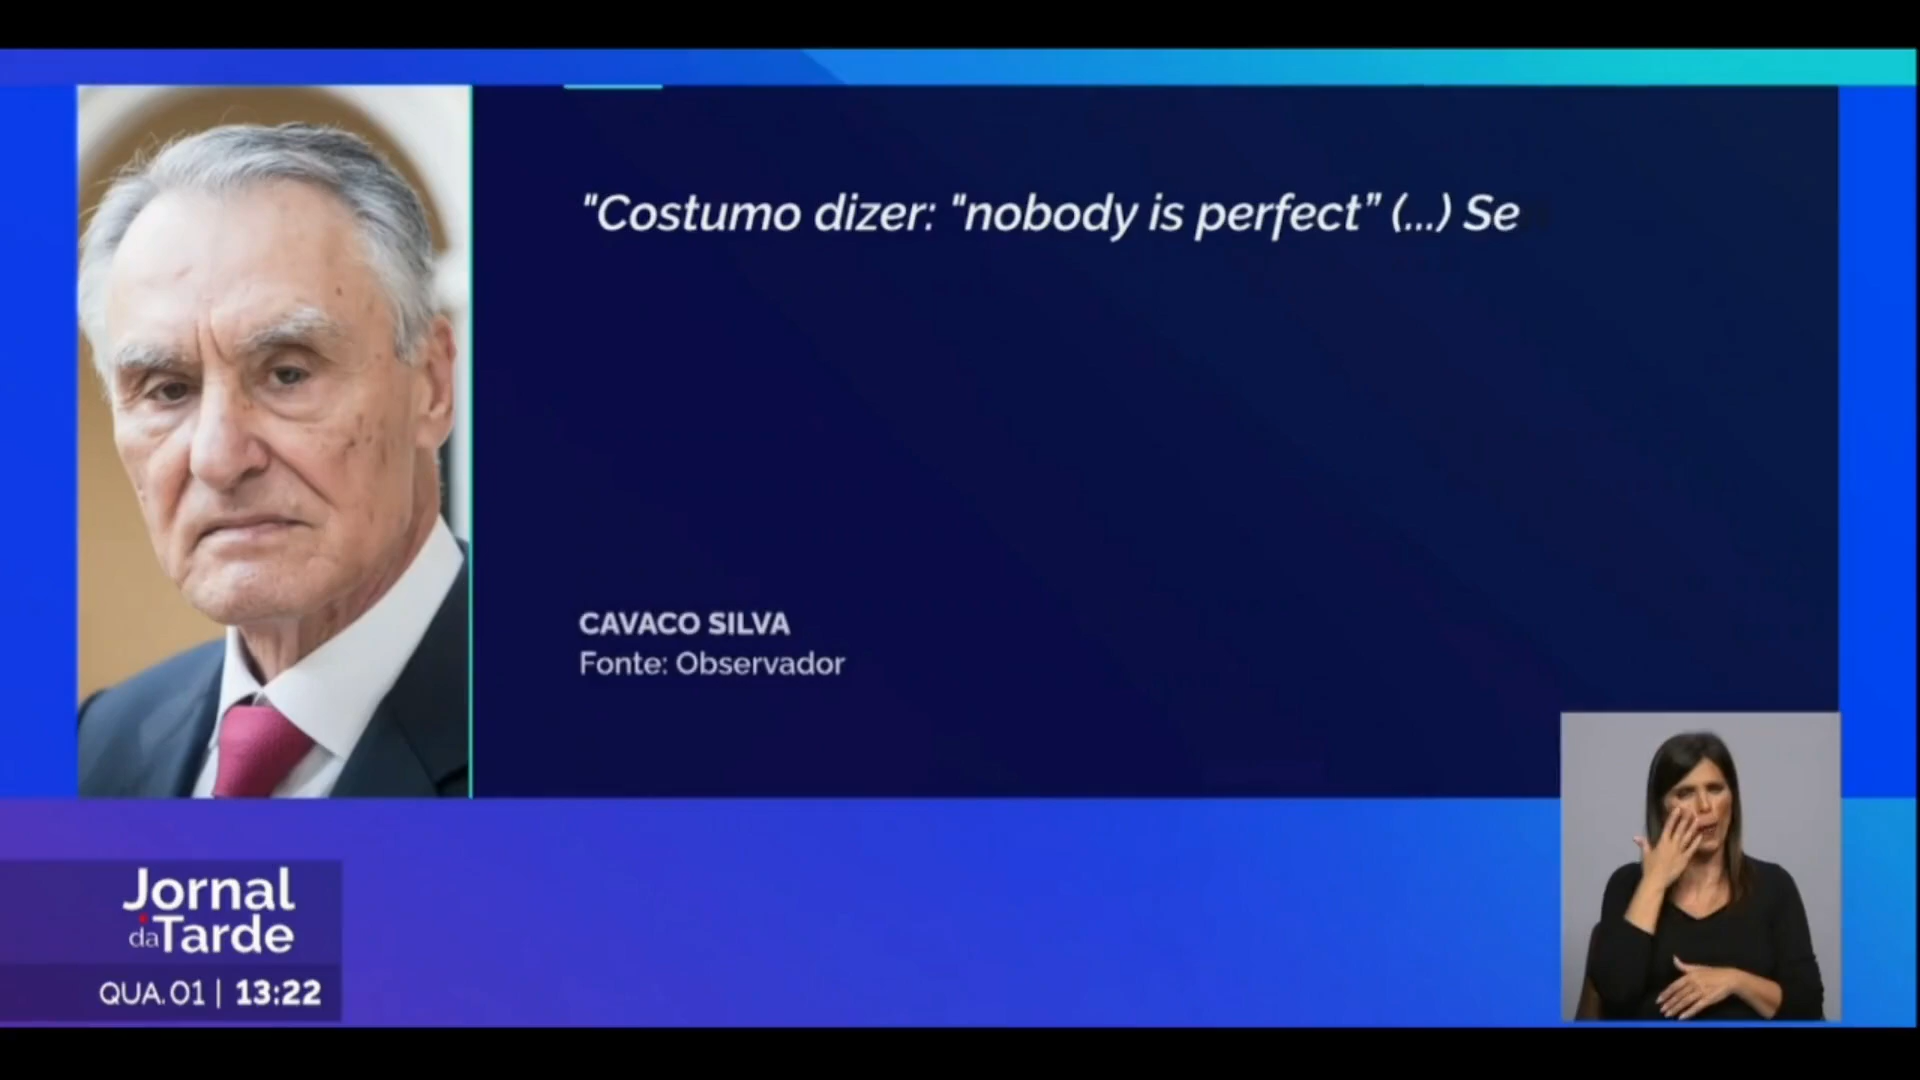 "Costumo dizer: "nobody is perfect” (...) Se
CAVACO SILVA
Fonte: Observador
Jornal
da Tarde
QUA.01 | 13:22